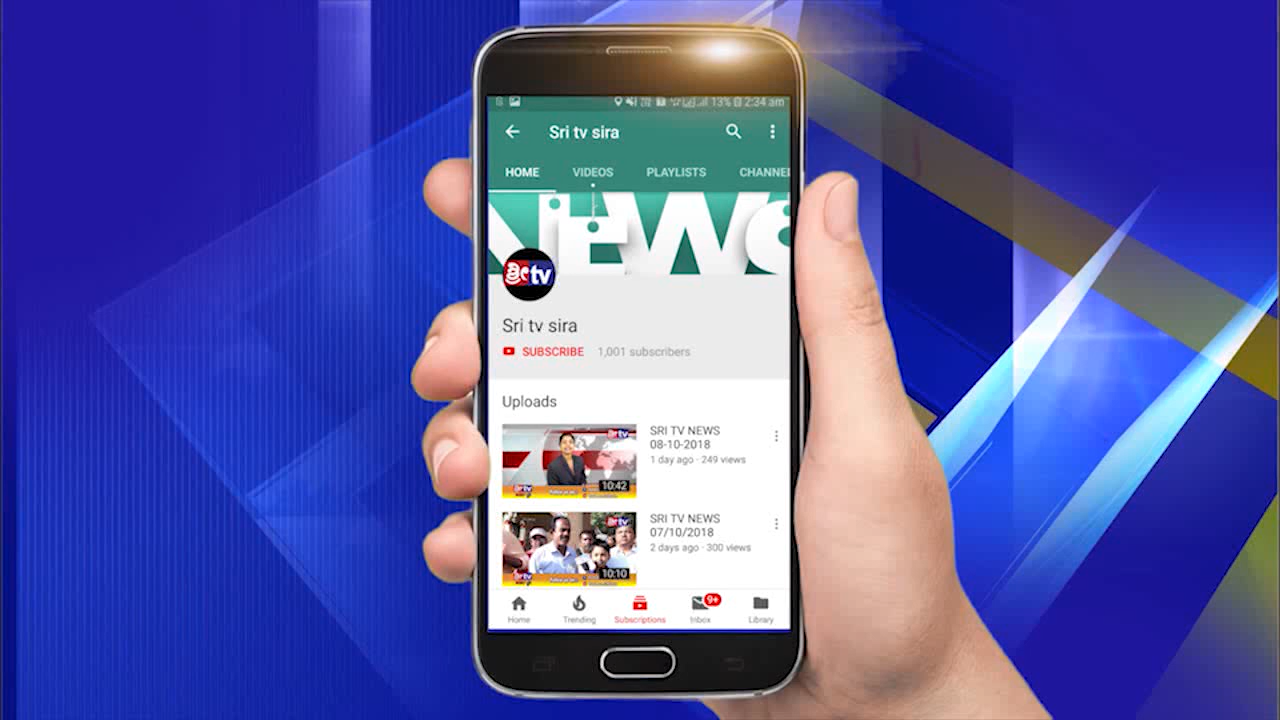 13% 2:34 am
Sri tv sira
HOME VIDEOS PLAYLISTS CHANNEL
NEWS
ಶ್ರೀ tv
Sri tv sira
SUBSCRIBE 1,001 subscribers
Uploads
SRI TV NEWS
08-10-2018
1 day ago · 249 views
10:42
SRI TV NEWS
07/10/2018
2 days ago · 300 views
10:10
9+
Home Trending Subscriptions Inbox Library